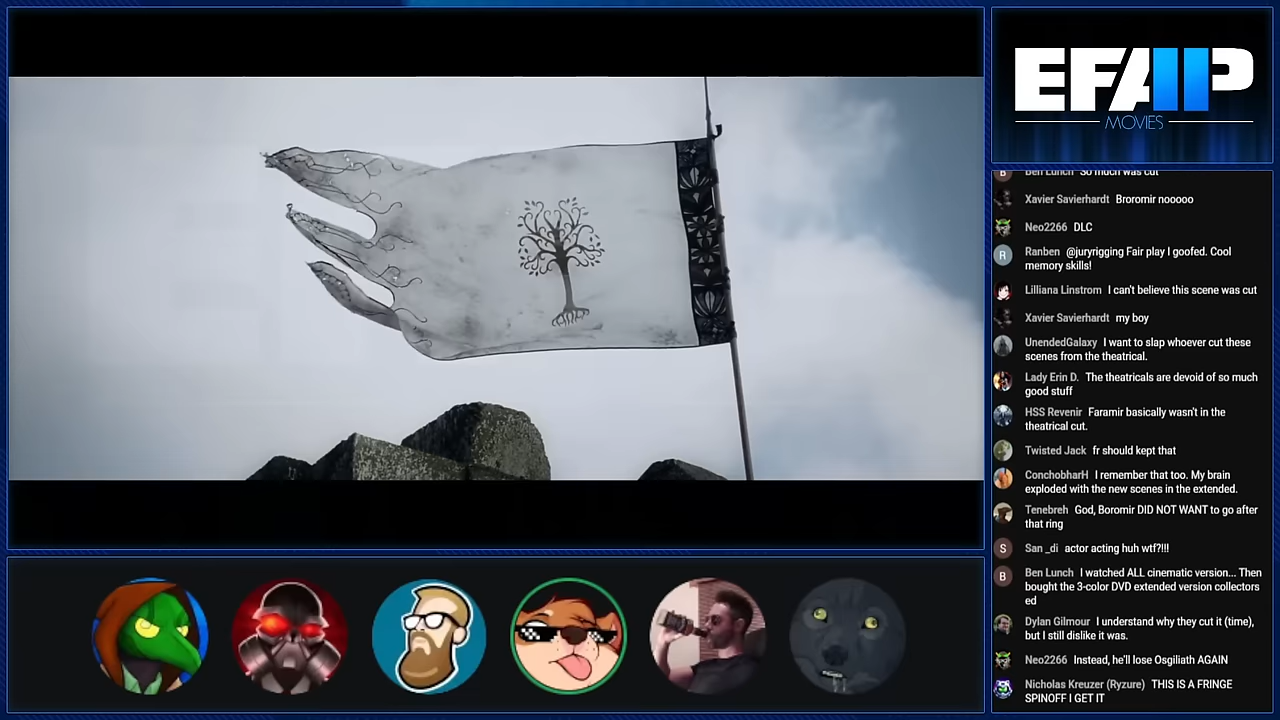 EFAP
MOVIES
Ben Lunch So much was cut
Xavier Savierhardt Broromir nooooo
Neo2266 DLC
Ranben @juryrigging Fair play I goofed. Cool
memory skills!
Lilliana Linstrom I can't believe this scene was cut
Xavier Savierhardt my boy
UnendedGalaxy I want to slap whoever cut these
scenes from the theatrical.
Lady Erin D. The theatricals are devoid of so much
good stuff
HSS Revenir Faramir basically wasn't in the
theatrical cut.
Twisted Jack fr should kept that
ConchobharH I remember that too. My brain
exploded with the new scenes in the extended.
Tenebreh God, Boromir DID NOT WANT to go after
that ring
San _di actor acting huh wtf?!!!
Ben Lunch I watched ALL cinematic version... Then
bought the 3-color DVD extended version collectors
ed
Dylan Gilmour I understand why they cut it (time),
but I still dislike it was.
Neo2266 Instead, he'll lose Osgiliath AGAIN
Nicholas Kreuzer (Ryzure) THIS IS A FRINGE
SPINOFF I GET IT